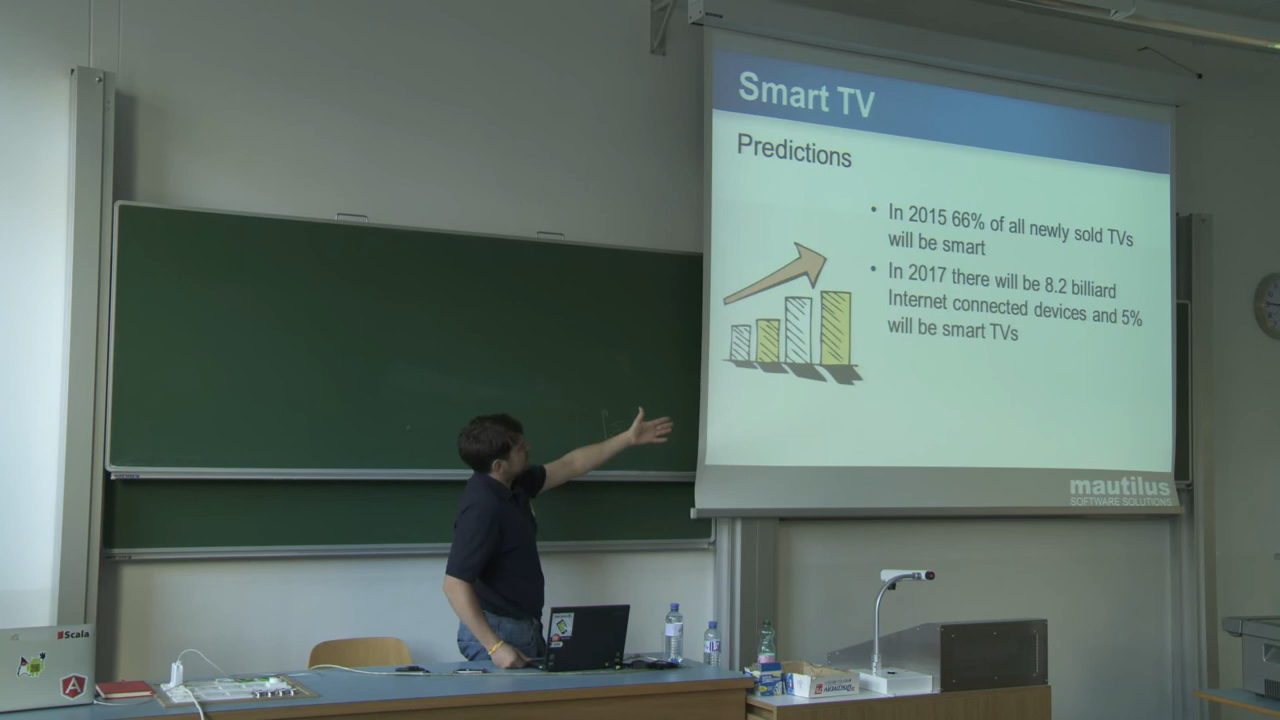 Smart TV
Predictions
• In 2015 66% of all newly sold TVs
will be smart
• In 2017 there will be 8.2 billiard
Internet connected devices and 5%
will be smart TVs
mautilus
SOFTWARE SOLUTIONS
Scala